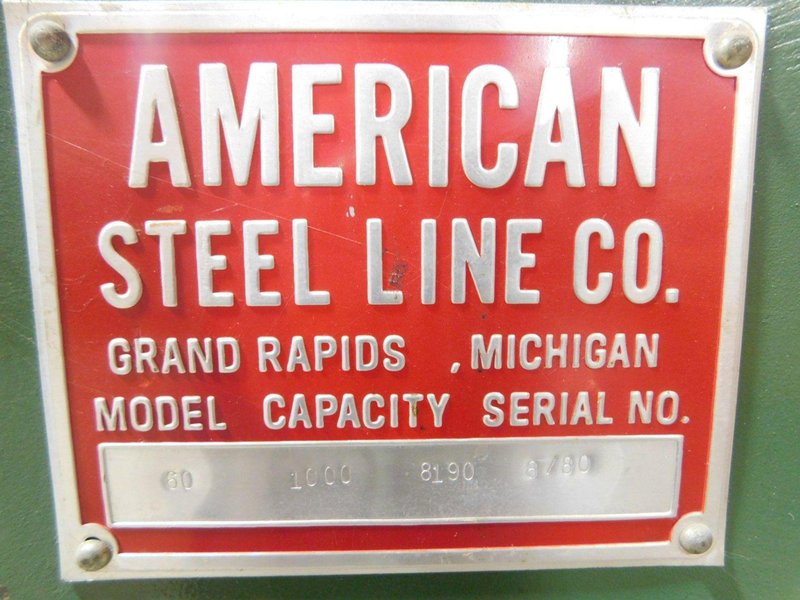 AMERICAN
STEEL LINE CO.
GRAND RAPIDS , MICHIGAN
MODEL CAPACITY SERIAL NO.
60 1000 8190 6/80